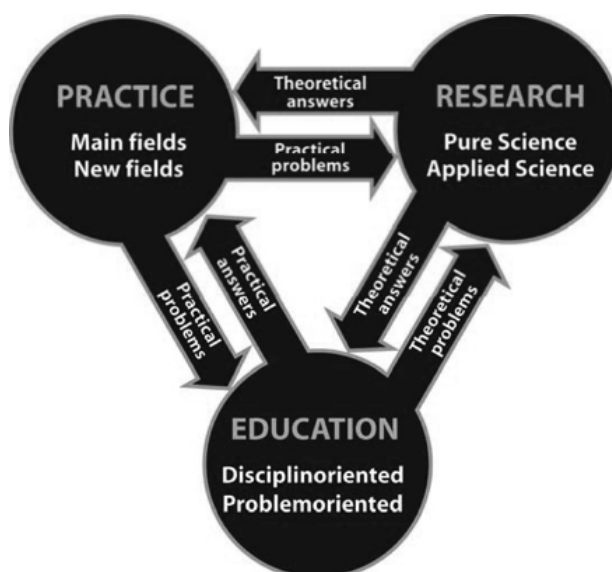 PRACTICE
Main fields
New fields
Theoretical
answers
Practical
problems
RESEARCH
Pure Science
Applied Science
Practical
problems
Practical
answers
Theoretical
answers
Theoretical
problems
EDUCATION
Disciplinoriented
Problemoriented